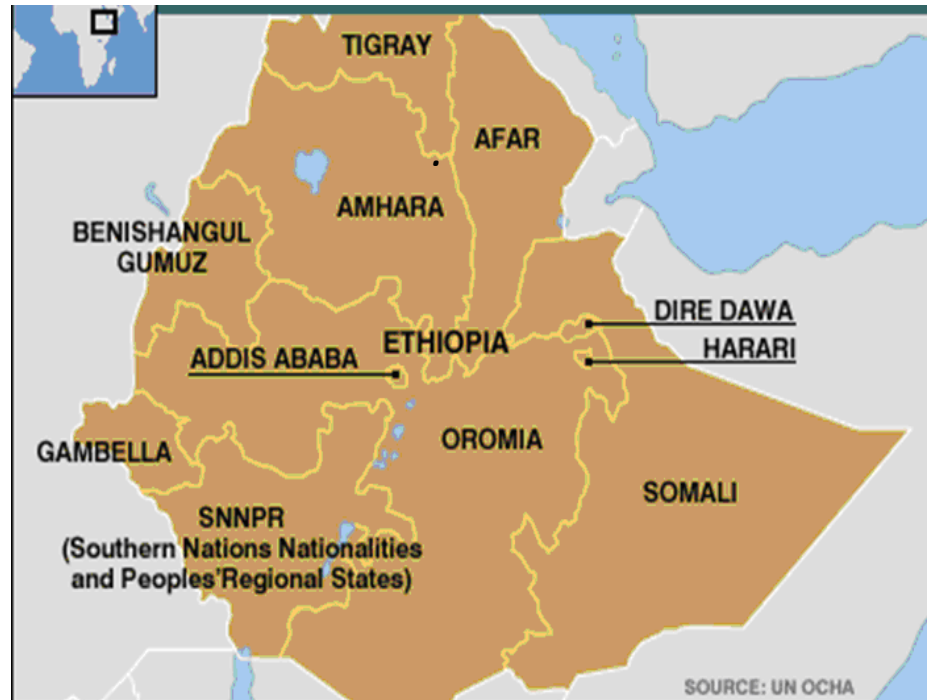 TIGRAY
AFAR
AMHARA
BENISHANGUL
GUMUZ
DIRE DAWA
ETHIOPIA
HARARI
ADDIS ABABA
OROMIA
GAMBELLA
SOMALI
SNNPR
(Southern Nations Nationalities
and Peoples'Regional States)
SOURCE: UN OCHA